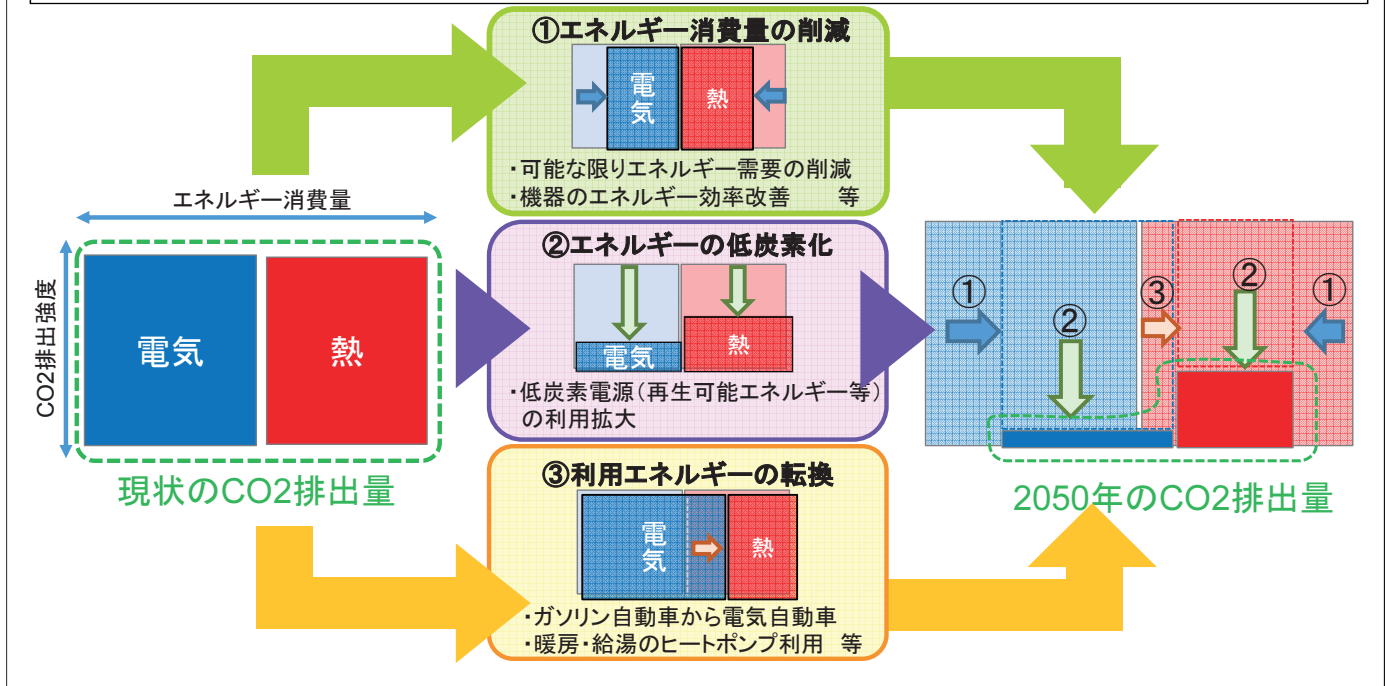 ①エネルギー消費量の削減
電気
熱
・可能な限りエネルギー需要の削減
・機器のエネルギー効率改善　等
エネルギー消費量
CO2排出強度
電気
熱
現状のCO2排出量
②エネルギーの低炭素化
電気
熱
・低炭素電源（再生可能エネルギー等）
の利用拡大
③利用エネルギーの転換
電気
熱
・ガソリン自動車から電気自動車
・暖房・給湯のヒートポンプ利用　等
①
②
③
②
①
2050年のCO2排出量